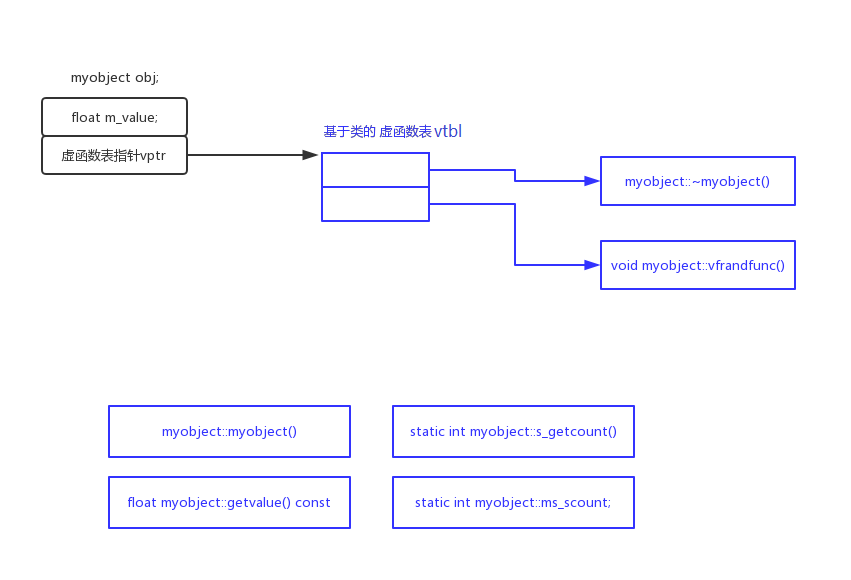 myobject obj;
float m_value;
虚函数表指针vptr
基于类的 虚函数表 vtbl
myobject::~myobject()
void myobject::vfrandfunc()
myobject::myobject()
static int myobject::s_getcount()
float myobject::getvalue() const
static int myobject::ms_scount;